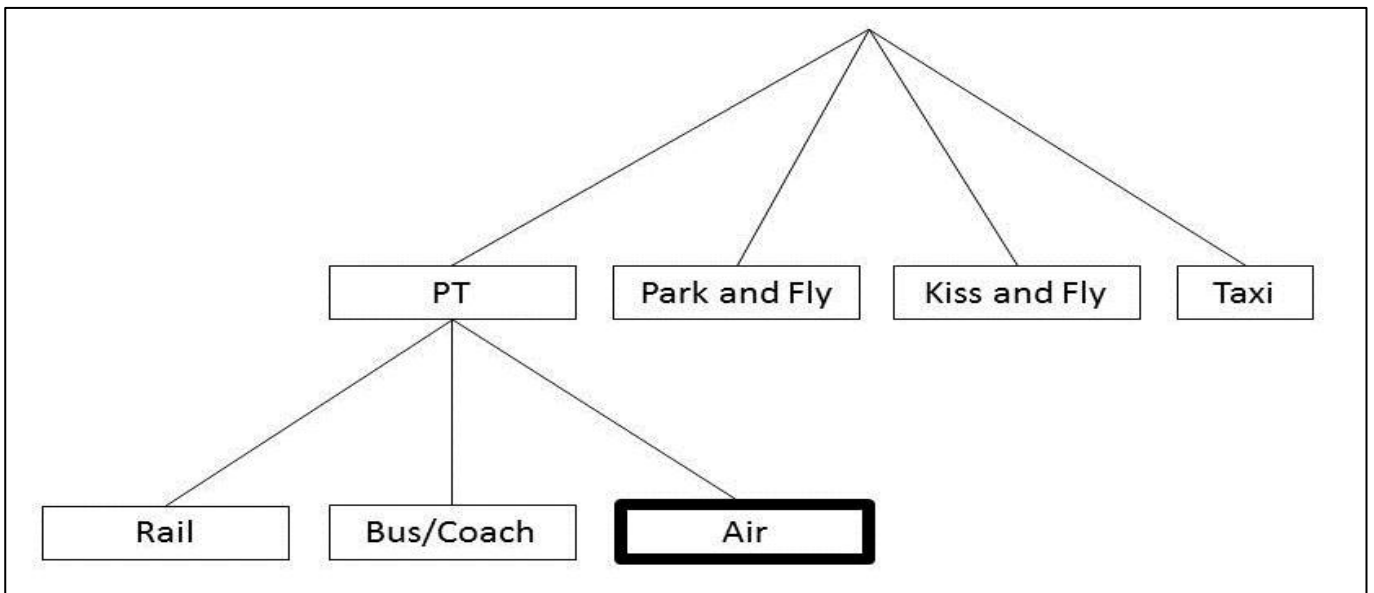 PT
Park and Fly
Kiss and Fly
Taxi
Rail
Bus/Coach
Air